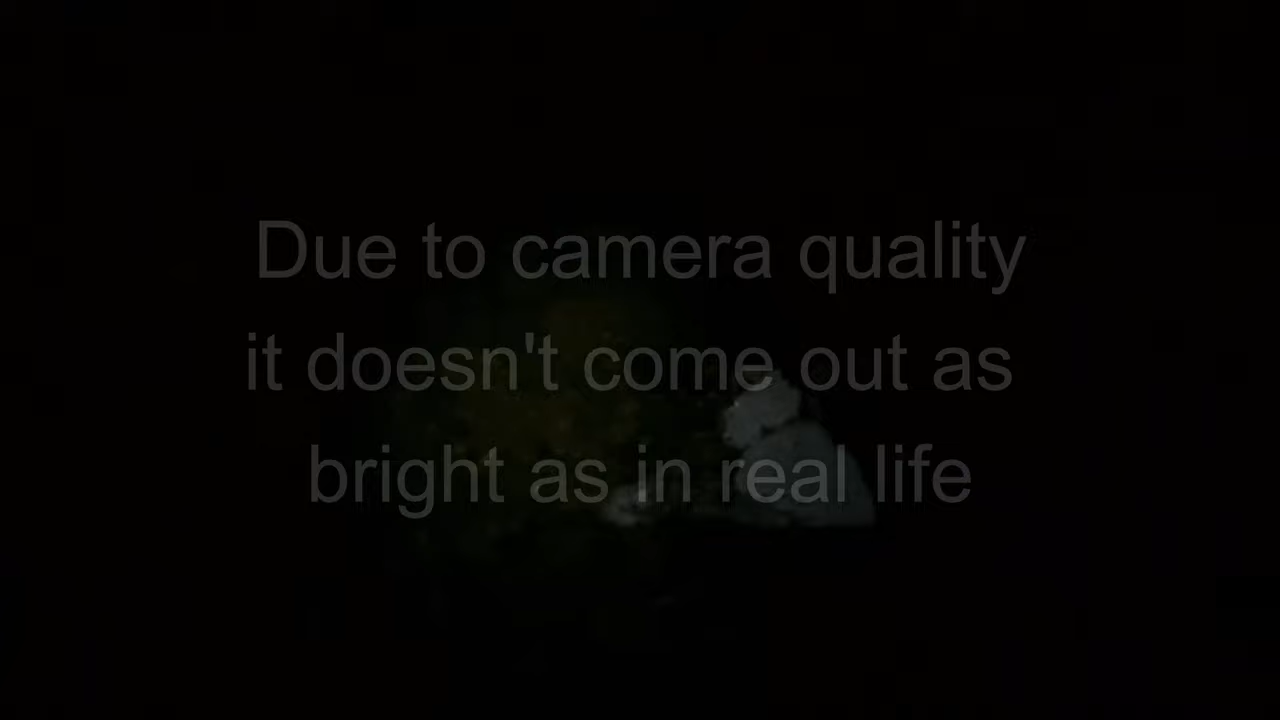 Due to camera quality
it doesn't come out as
bright as in real life